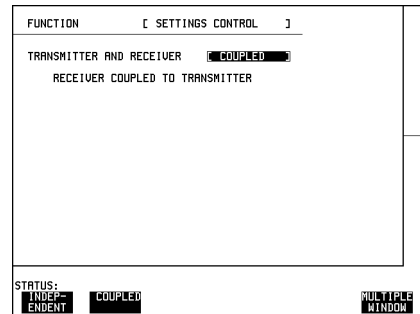 FUNCTION [ SETTINGS CONTROL ]
TRANSMITTER AND RECEIVER [ COUPLED ]
RECEIVER COUPLED TO TRANSMITTER
STATUS:
INDEP-
ENDENT
COUPLED
MULTIPLE
WINDOW